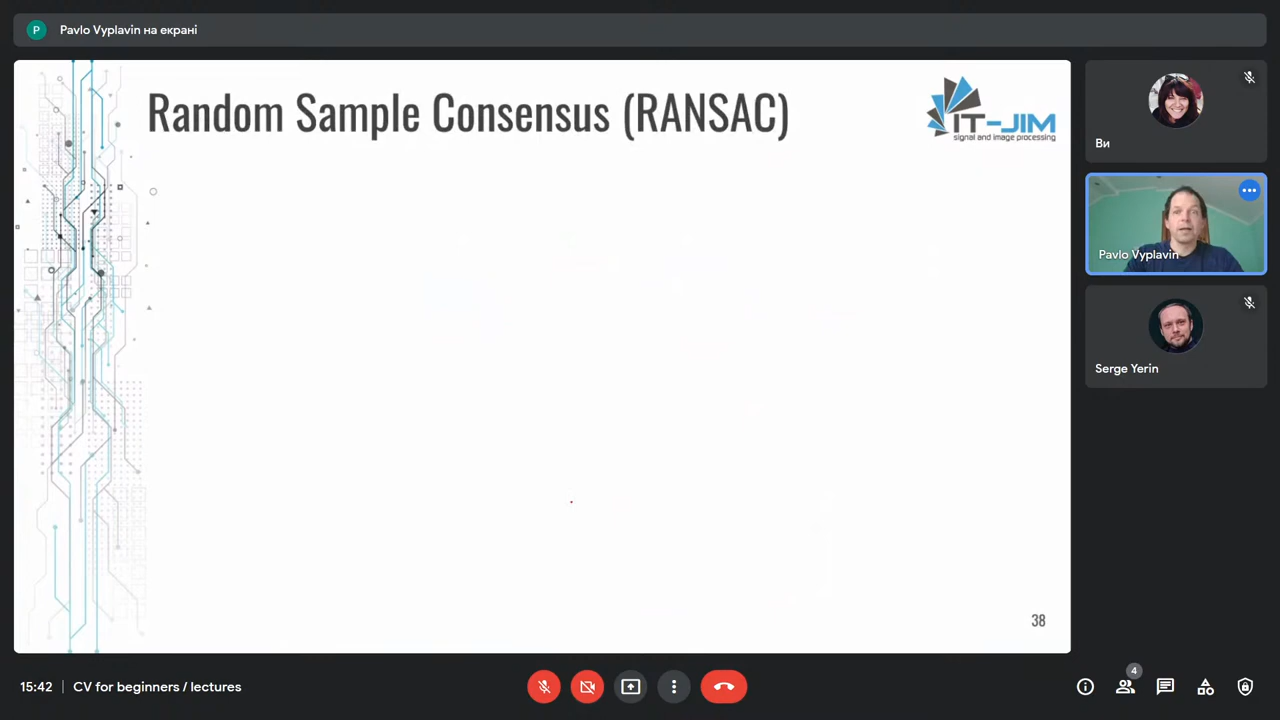 P
Pavlo Vyplavin на екрані
Random Sample Consensus (RANSAC)
IT-JIM
signal and image processing
Ви
Pavlo Vyplavin
Serge Yerin
38
15:42 | CV for beginners / lectures
4